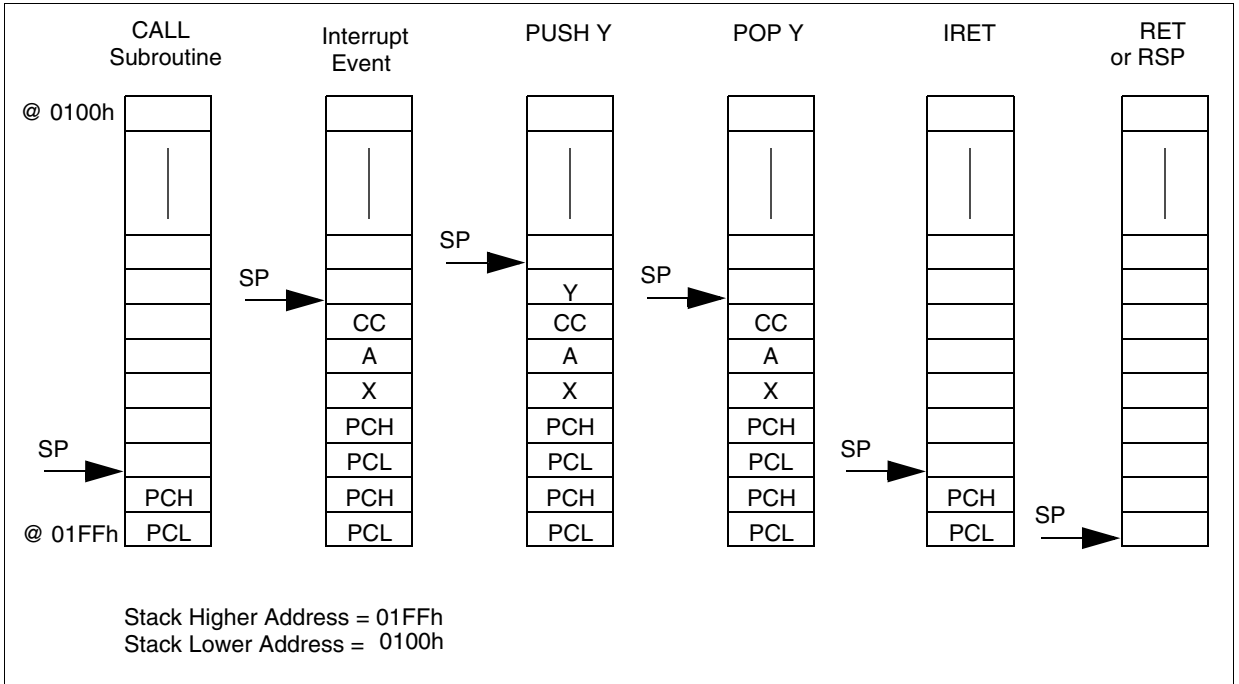 CALL
Subroutine
Interrupt
Event
PUSH Y
POP Y
IRET
RET
or RSP
@ 0100h
SP
SP
SP
Y
CC
CC
CC
A
A
A
X
X
X
PCH
PCH
PCH
SP
SP
PCL
PCL
PCL
PCH
PCH
PCH
PCH
PCH
SP
@ 01FFh
PCL
PCL
PCL
PCL
PCL
Stack Higher Address = 01FFh
Stack Lower Address = 0100h